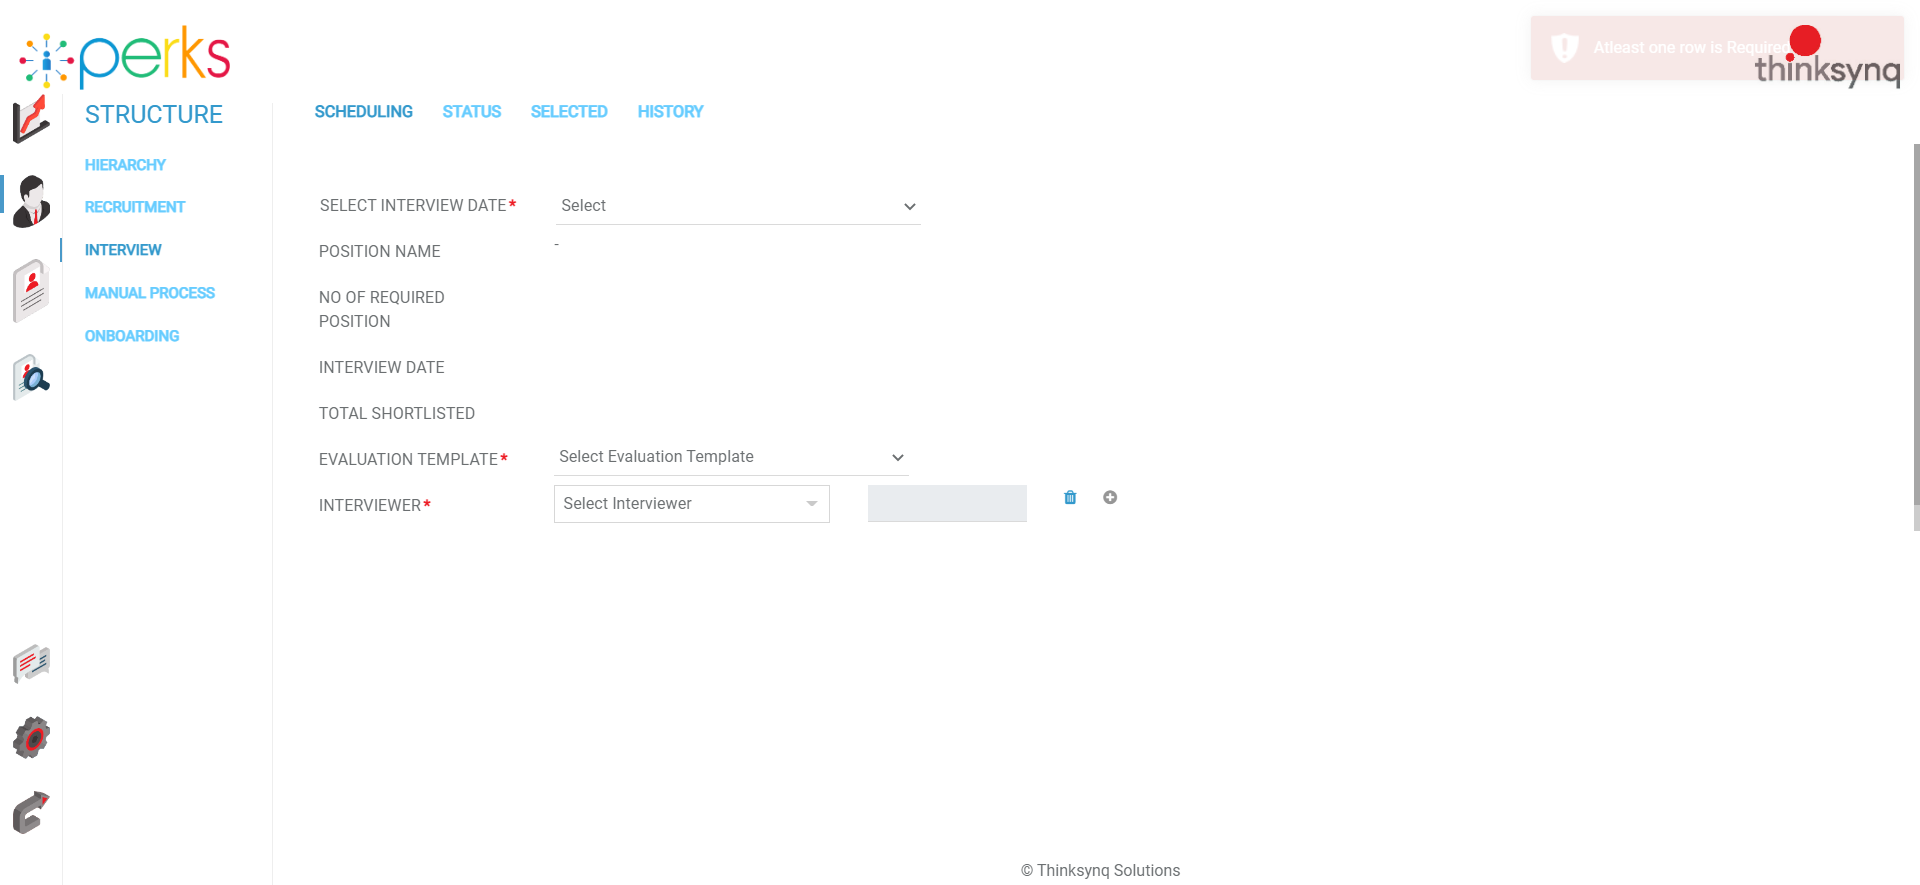 perks
Atleast one row is Required
thinksynq
STRUCTURE
HIERARCHY
RECRUITMENT
INTERVIEW
MANUAL PROCESS
ONBOARDING
SCHEDULING STATUS SELECTED HISTORY
SELECT INTERVIEW DATE* Select
POSITION NAME -
NO OF REQUIRED
POSITION
INTERVIEW DATE
TOTAL SHORTLISTED
EVALUATION TEMPLATE* Select Evaluation Template
INTERVIEWER* Select Interviewer
© Thinksynq Solutions